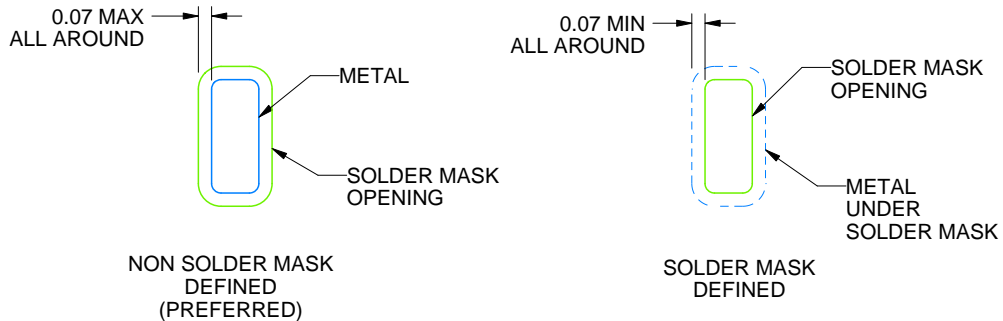 0.07 MAX
ALL AROUND
METAL
SOLDER MASK
OPENING
NON SOLDER MASK
DEFINED
(PREFERRED)
0.07 MIN
ALL AROUND
SOLDER MASK
OPENING
METAL
UNDER
SOLDER MASK
SOLDER MASK
DEFINED